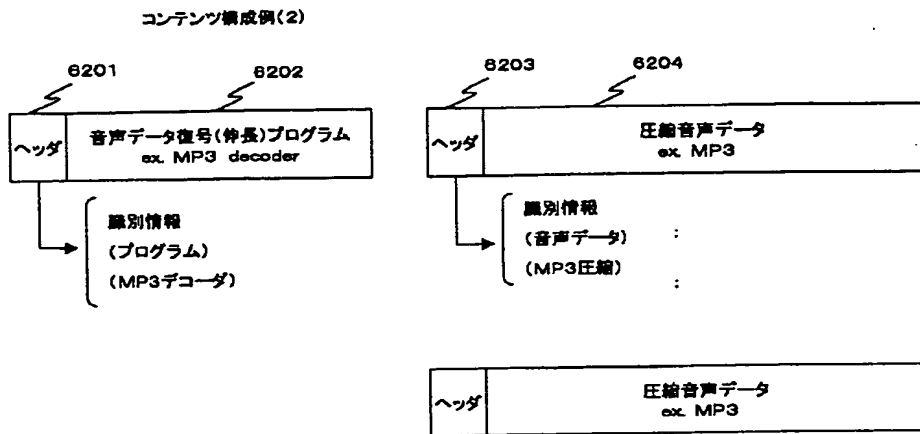 コンテンツ構成例(2)
6201
6202
ヘッダ
音声データ復号(伸長)プログラム
ex. MP3 decoder
識別情報
(プログラム)
(MP3デコーダ)
6203
6204
ヘッダ
圧縮音声データ
ex. MP3
識別情報
(音声データ) :
(MP3圧縮) :
ヘッダ
圧縮音声データ
ex. MP3